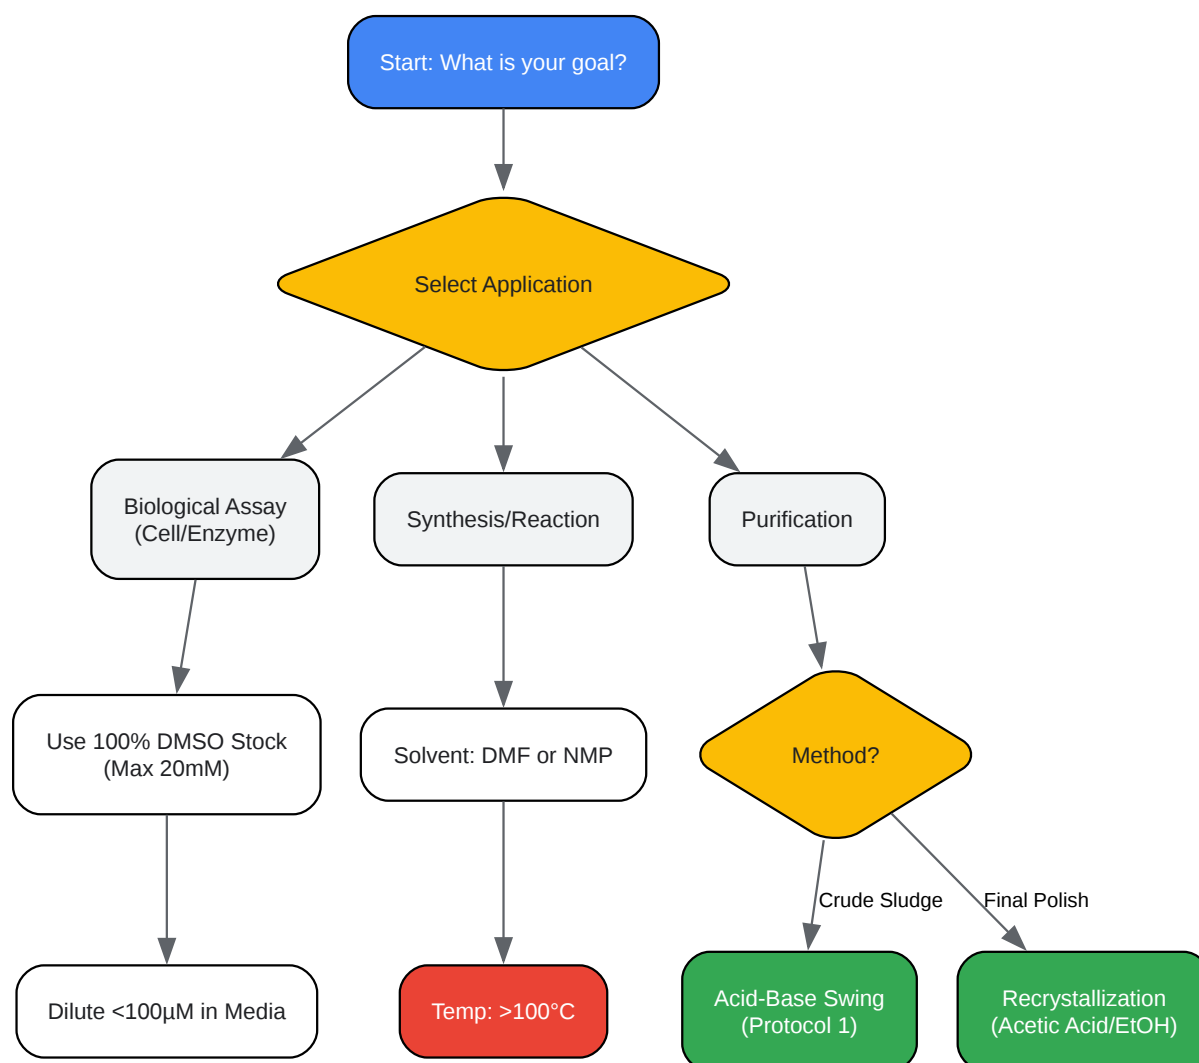 Start: What is your goal?
Select Application
Biological Assay
(Cell/Enzyme)
Synthesis/Reaction
Purification
Use 100% DMSO Stock
(Max 20mM)
Solvent: DMF or NMP
Method?
Crude Sludge
Final Polish
Dilute <100µM in Media
Temp: >100°C
Acid-Base Swing
(Protocol 1)
Recrystallization
(Acetic Acid/EtOH)